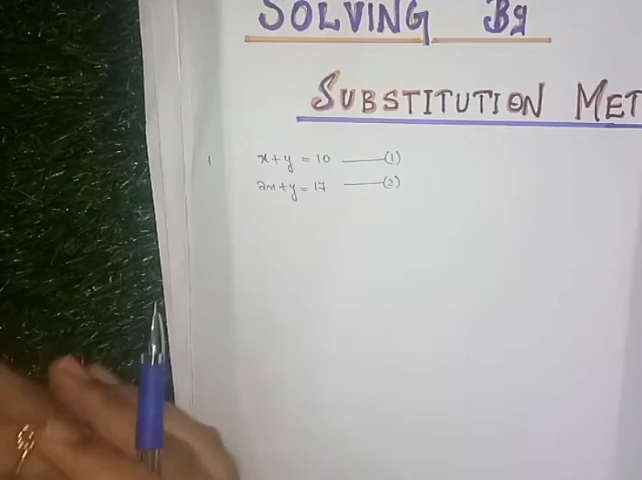 SOLVING By
SUBSTITUTION MET
1 x+y = 10 —— (1)
2x+y = 17 —— (2)